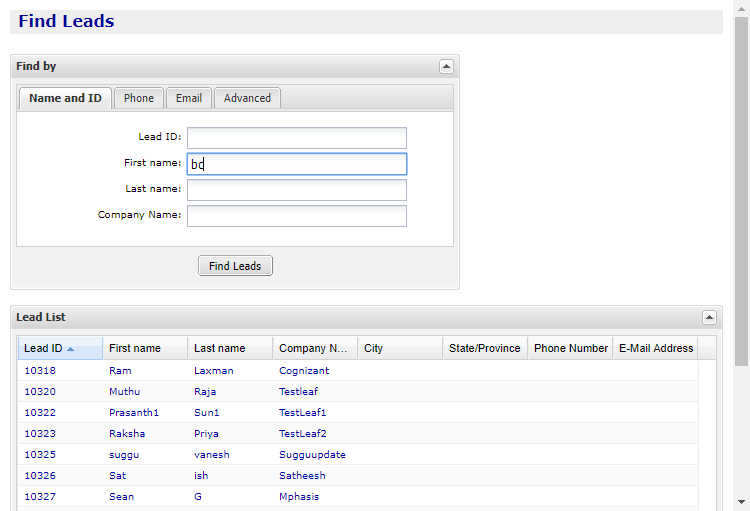 Find Leads
Find by
Name and ID Phone Email Advanced
Lead ID:
First name: bc
Last name:
Company Name:
Find Leads
Lead List
Lead ID First name Last name Company N... City State/Province Phone Number E-Mail Address
10318 Ram Laxman Cognizant
10320 Muthu Raja Testleaf
10322 Prasanth1 Sun1 TestLeaf1
10323 Raksha Priya TestLeaf2
10325 suggu vanesh Sugguupdate
10326 Sat ish Satheesh
10327 Sean G Mphasis